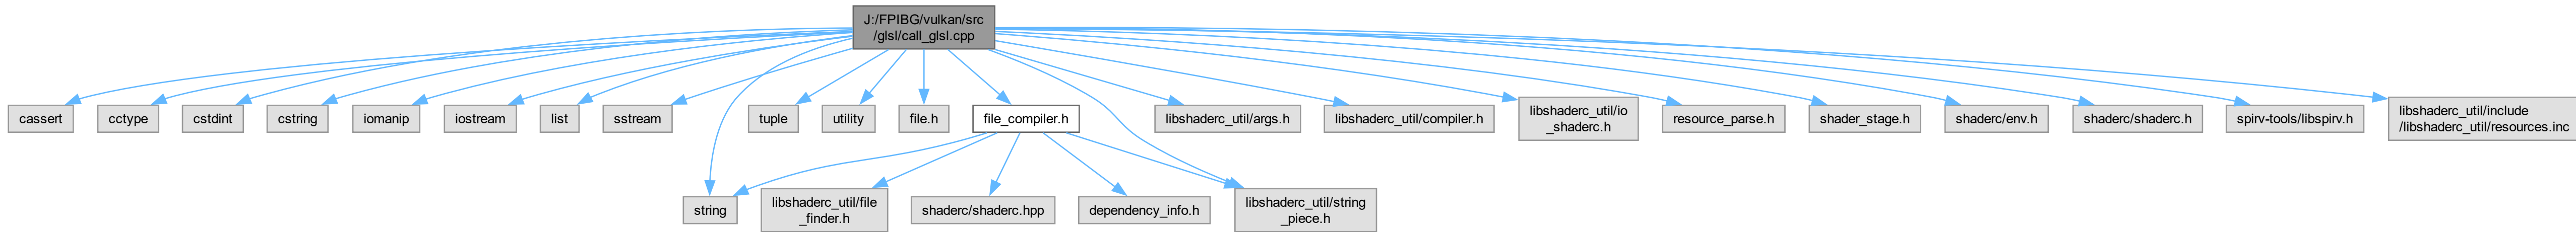 J:/FPIBG/vulkan/src
/glsl/call_glsl.cpp
cassert
cctype
cstdint
cstring
iomanip
iostream
list
sstream
tuple
utility
file.h
file_compiler.h
libshaderc_util/args.h
libshaderc_util/compiler.h
libshaderc_util/io
_shaderc.h
resource_parse.h
shader_stage.h
shaderc/env.h
shaderc/shaderc.h
spirv-tools/libspirv.h
libshaderc_util/include
/libshaderc_util/resources.inc
string
libshaderc_util/file
_finder.h
shaderc/shaderc.hpp
dependency_info.h
libshaderc_util/string
_piece.h